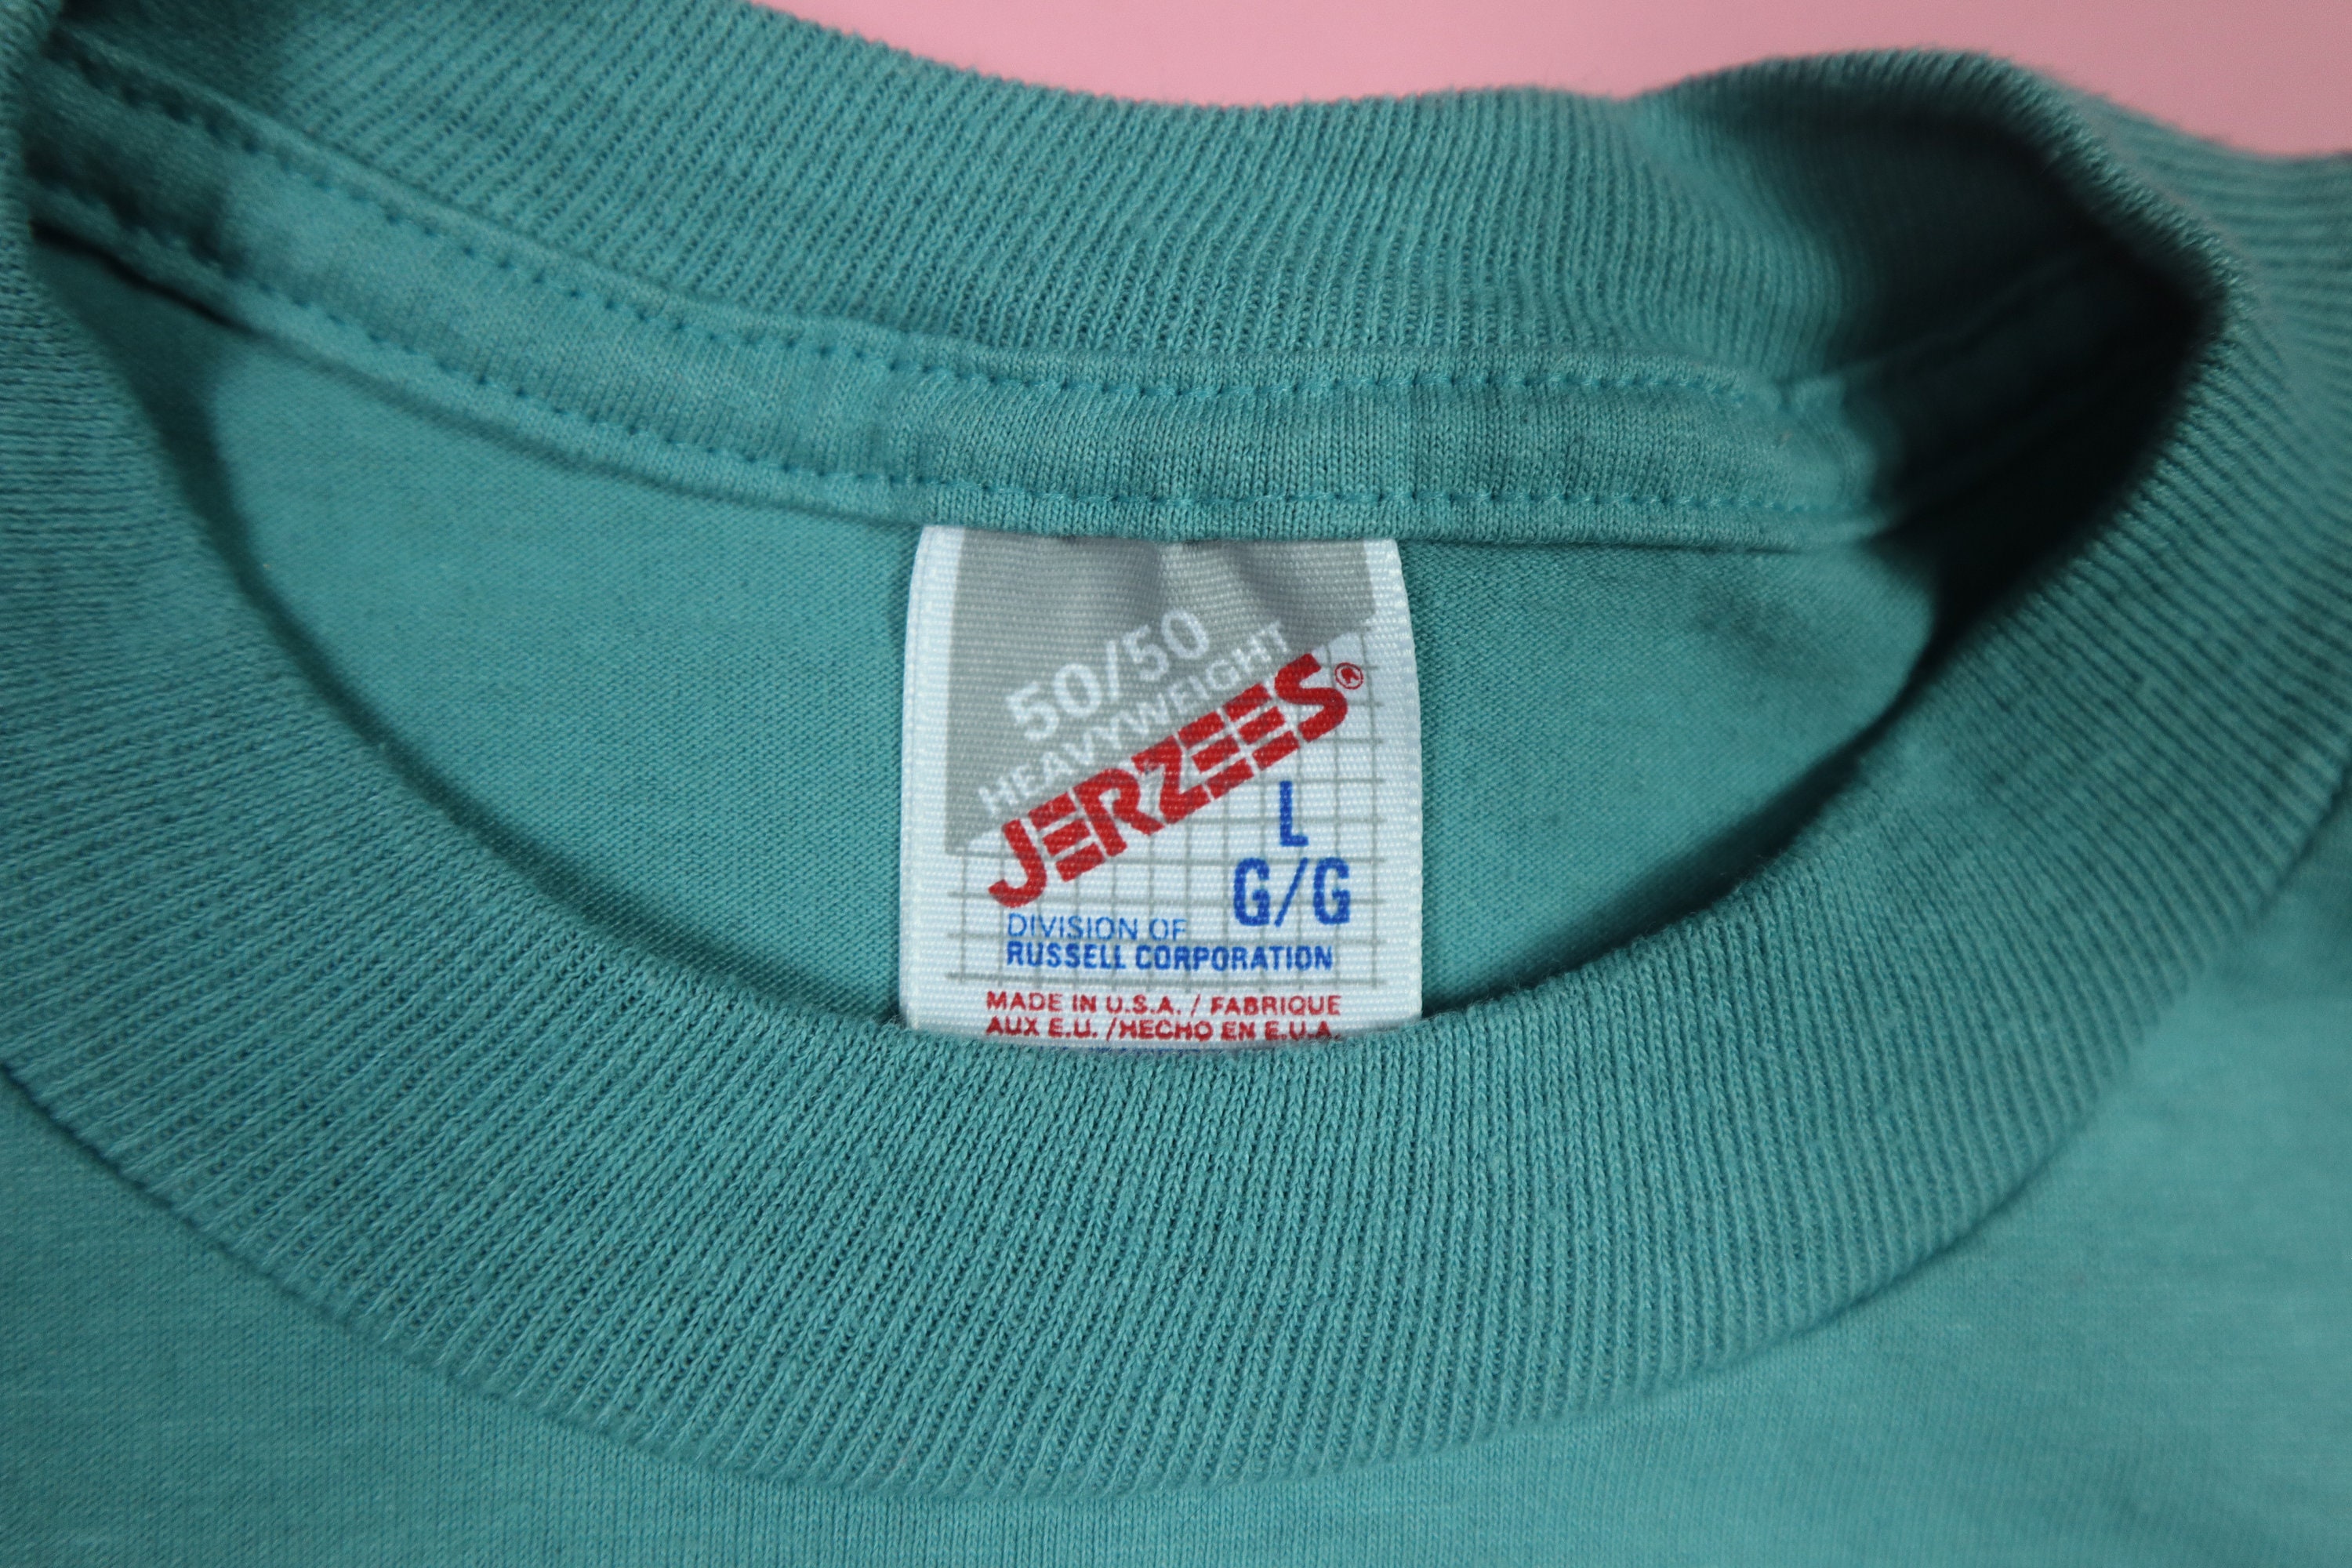 50/50
HEAVYWEIGHT
JERZEES®
L
G/G
DIVISION OF
RUSSELL CORPORATION
MADE IN U.S.A. / FABRIQUE
AUX E.U. /HECHO EN E.U.A.